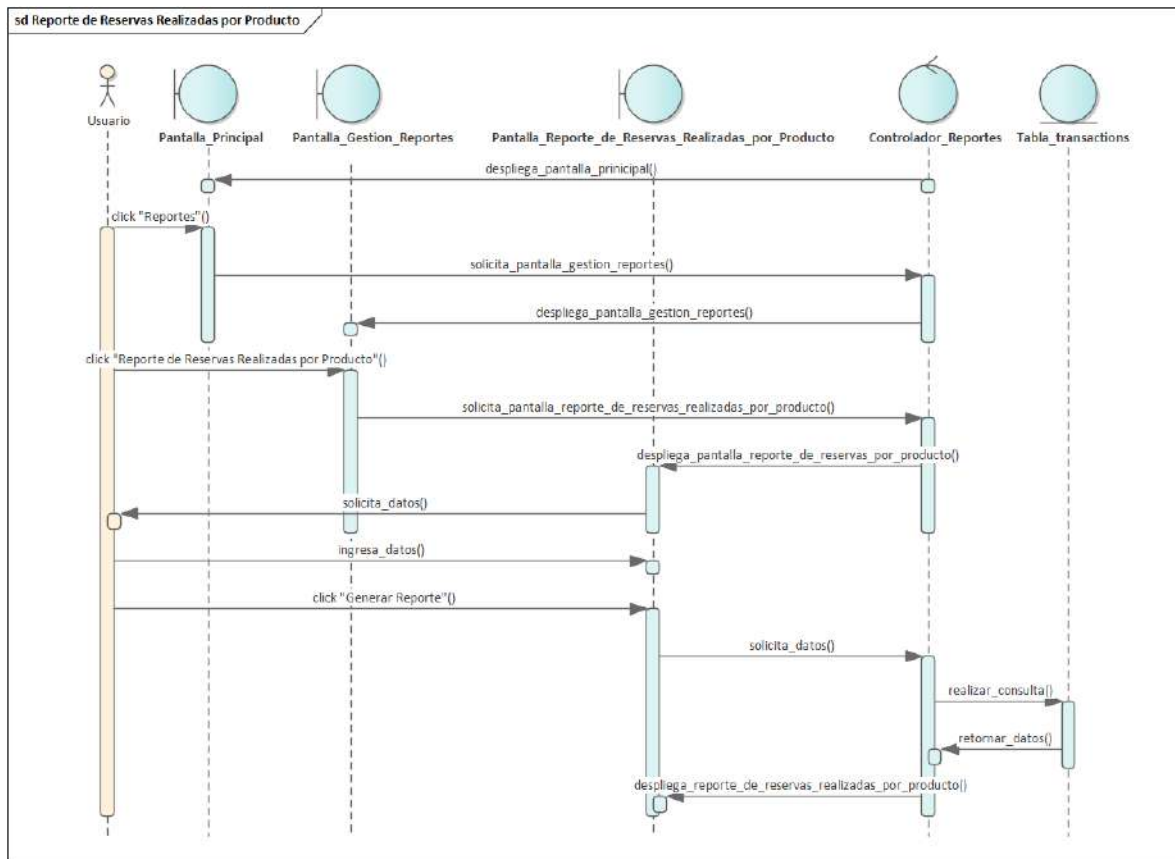 sd Reporte de Reservas Realizadas por Producto
Usuario
Pantalla_Principal
Pantalla_Gestion_Reportes
Pantalla_Reporte_de_Reservas_Realizadas_por_Producto
Controlador_Reportes
Tabla_transactions
despliega_pantalla_prinicipal()
click "Reportes"()
solicita_pantalla_gestion_reportes()
despliega_pantalla_gestion_reportes()
click "Reporte de Reservas Realizadas por Producto"()
solicita_pantalla_reporte_de_reservas_realizadas_por_producto()
despliega_pantalla_reporte_de_reservas_por_producto()
solicita_datos()
ingresa_datos()
click "Generar Reporte"()
solicita_datos()
realizar_consulta()
retornar_datos()
despliega_reporte_de_reservas_realizadas_por_producto()